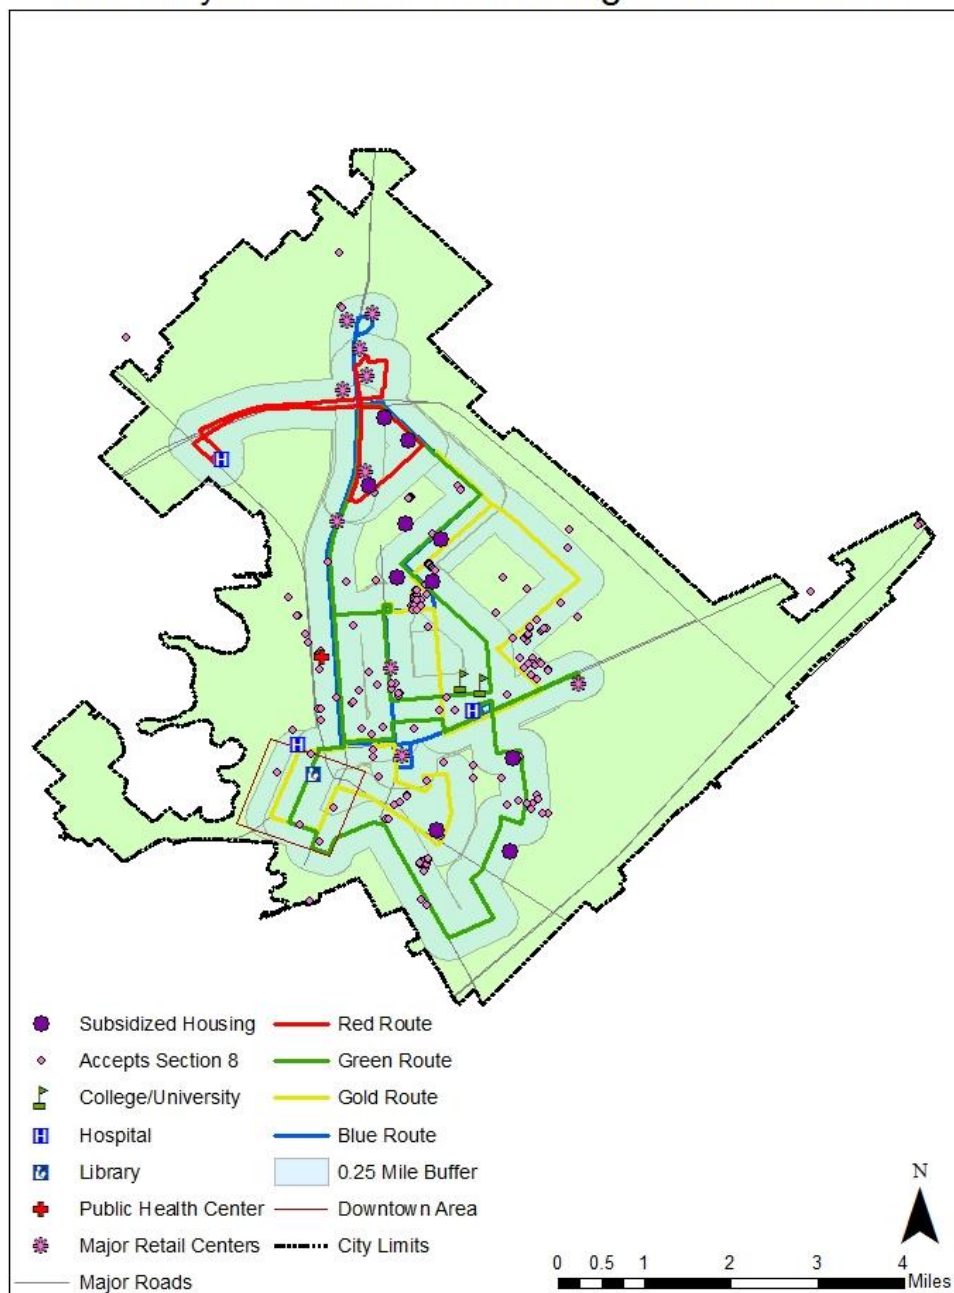 Subsidized Housing Red Route
Accepts Section 8 Green Route
College/University Gold Route
Hospital Blue Route
Library 0.25 Mile Buffer
Public Health Center Downtown Area
Major Retail Centers City Limits
Major Roads
N
0 0.5 1 2 3 4
Miles
H
H
H